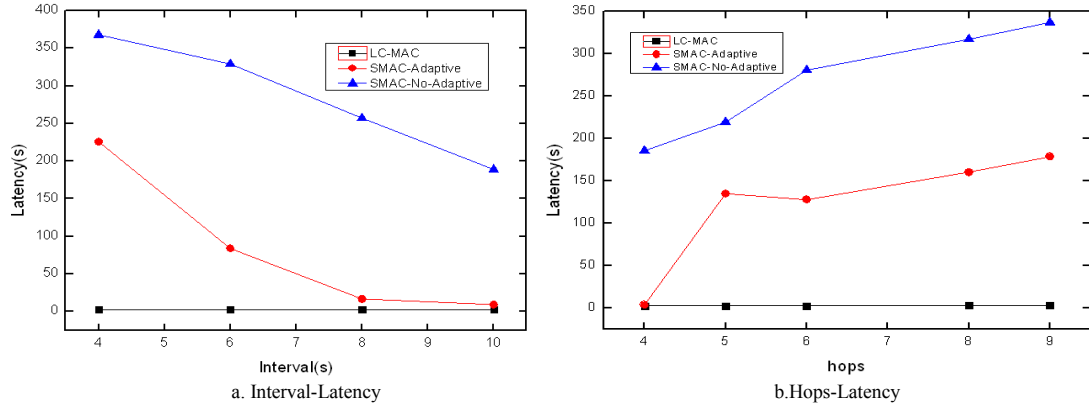 400
350
300
250
200
150
100
50
0
Latency(s)
LC-MAC
SMAC-Adaptive
SMAC-No-Adaptive
4 5 6 7 8 9 10
Interval(s)
a. Interval-Latency
350
300
250
200
150
100
50
0
Latency(s)
LC-MAC
SMAC-Adaptive
SMAC-No-Adaptive
4 5 6 7 8 9
hops
b.Hops-Latency